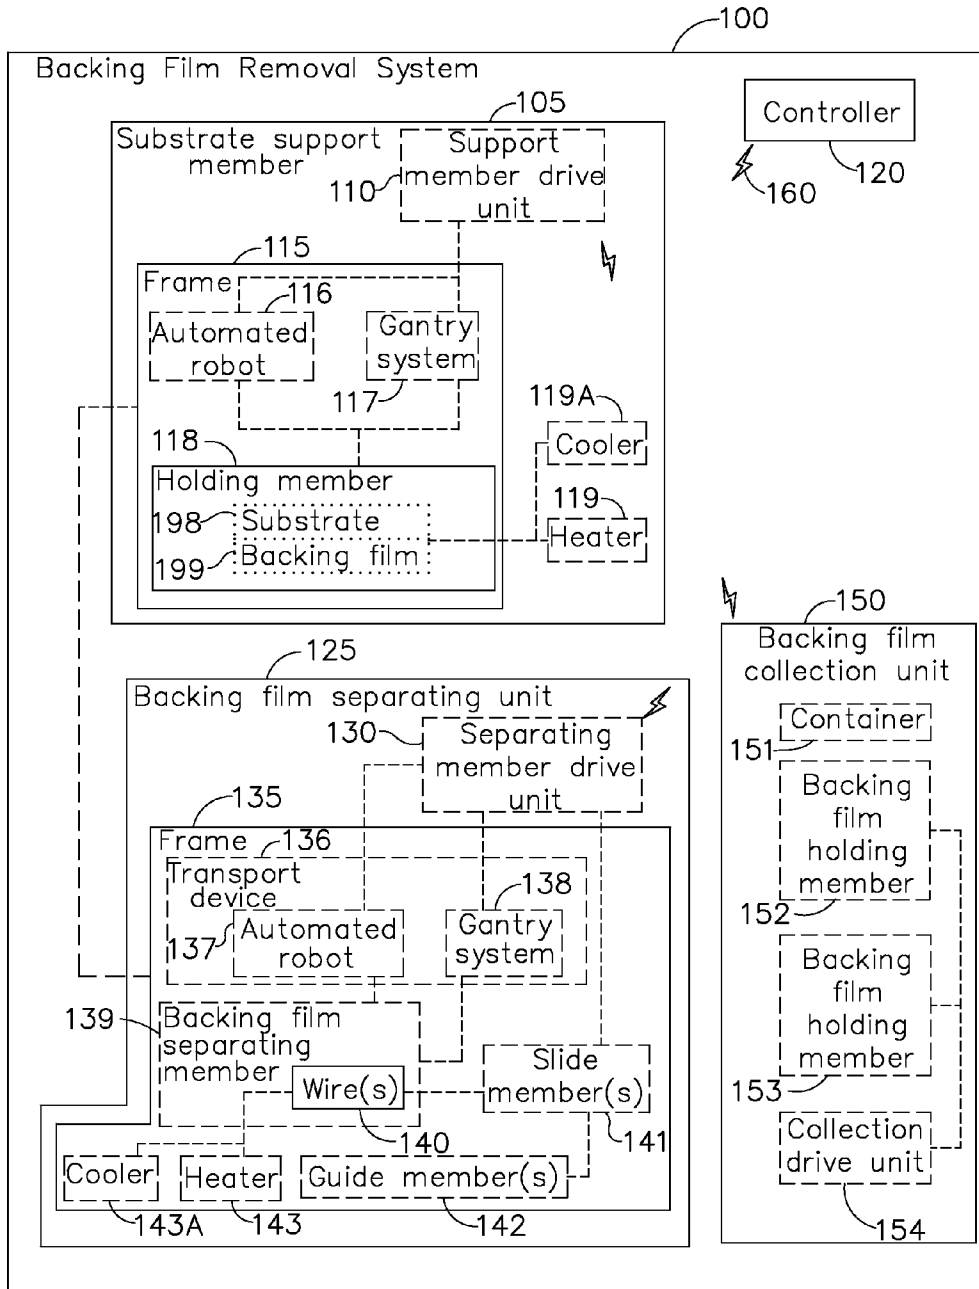 100
Backing Film Removal System
105
Substrate support
member
Support
member drive
unit
110
Controller
120
160
115
Frame
116
Automated
robot
Gantry
system
117
119A
Cooler
118
Holding member
198
Substrate
199
Backing film
119
Heater
125
Backing film separating unit
130
Separating
member drive
unit
135
Frame
136
Transport
device
137
Automated
robot
138
Gantry
system
139
Backing film
separating
member
Wire(s)
140
Slide
member(s)
141
Cooler
143A
Heater
143
Guide member(s)
142
150
Backing film
collection unit
Container
151
Backing
film
holding
member
152
Backing
film
holding
member
153
Collection
drive unit
154